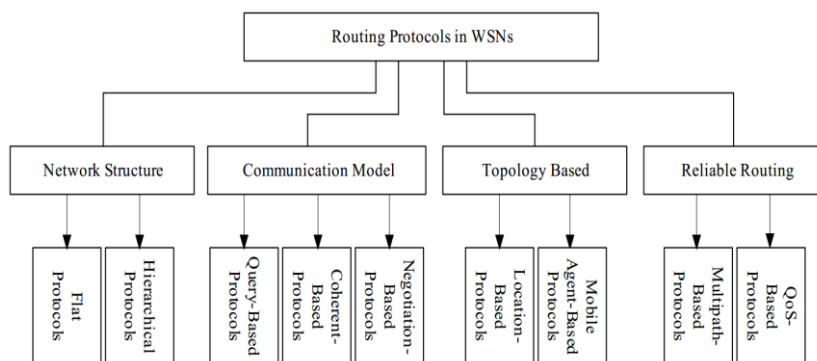 Routing Protocols in WSNs
Network Structure
Communication Model
Topology Based
Reliable Routing
Flat
Protocols
Hierarchical
Protocols
Query-Based
Protocols
Coherent-
Based
Protocols
Negotiation-
Based
Protocols
Location-
Based
Protocols
Mobile
Agent-Based
Protocols
Multipath-
Based
Protocols
QoS-
Based
Protocols